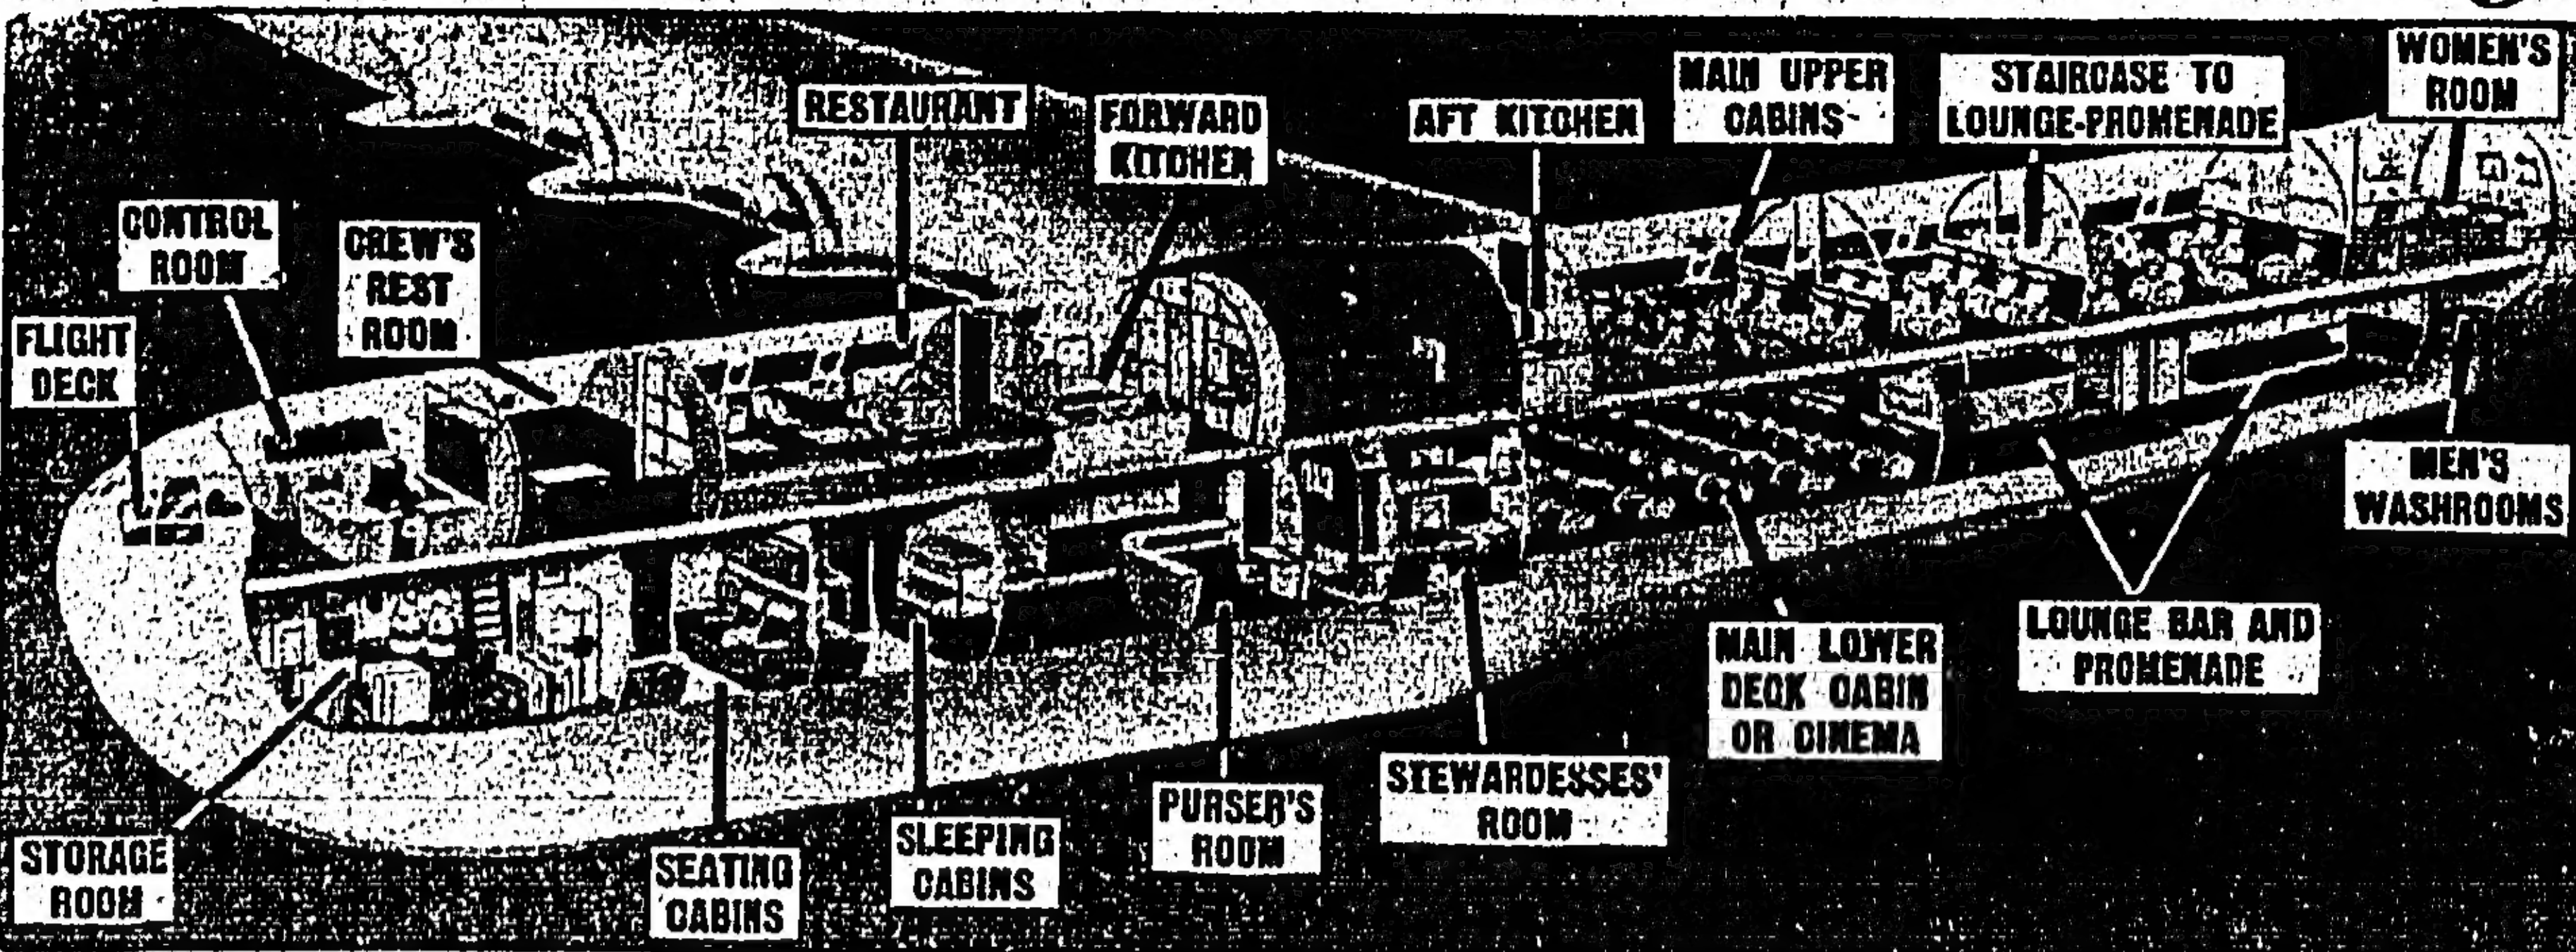 WOMEN'S
ROOM
MAIN UPPER
CABINS
STAIRCASE TO
LOUNGE-PROMENADE
RESTAURANT
FORWARD
KITCHEN
AFT KITCHEN
CONTROL
ROOM
CREW'S
REST
ROOM
FLIGHT
DECK
MEN'S
WASHROOMS
LOUNGE BAR AND
PROMENADE
MAIN LOWER
DECK CABIN
OR CINEMA
STEWARDESSES'
ROOM
PURSER'S
ROOM
SLEEPING
CABINS
SEATING
CABINS
STORAGE
ROOM